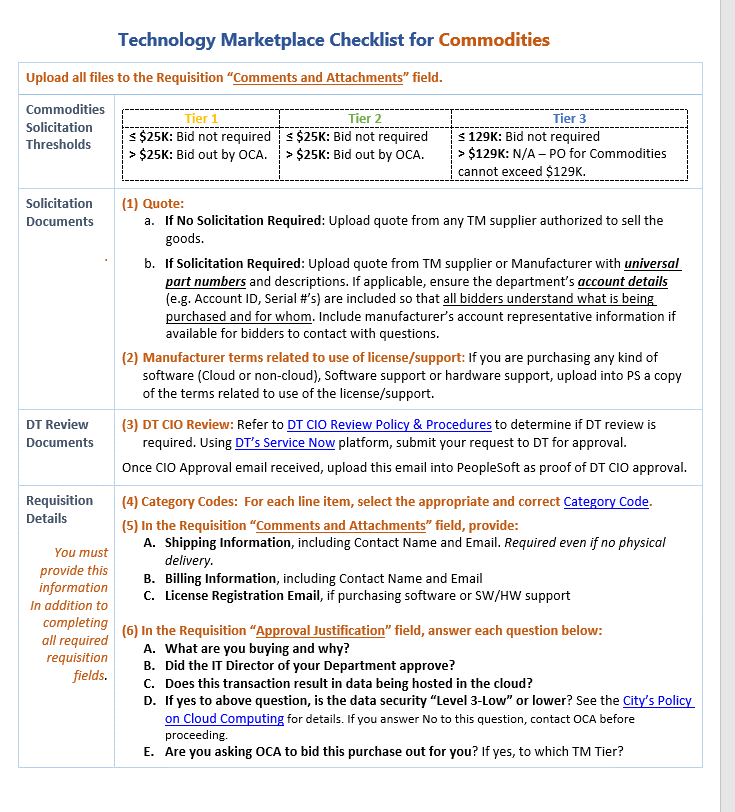 Technology Marketplace Checklist for Commodities
Upload all files to the Requisition “Comments and Attachments” field.
Commodities
Solicitation
Thresholds
Tier 1
≤ $25K: Bid not required
> $25K: Bid out by OCA.
Tier 2
≤ $25K: Bid not required
> $25K: Bid out by OCA.
Tier 3
≤ 129K: Bid not required
> $129K: N/A – PO for Commodities
cannot exceed $129K.
Solicitation
Documents
(1) Quote:
a. If No Solicitation Required: Upload quote from any TM supplier authorized to sell the
goods.
b. If Solicitation Required: Upload quote from TM supplier or Manufacturer with universal
part numbers and descriptions. If applicable, ensure the department’s account details
(e.g. Account ID, Serial #’s) are included so that all bidders understand what is being
purchased and for whom. Include manufacturer’s account representative information if
available for bidders to contact with questions.
(2) Manufacturer terms related to use of license/support: If you are purchasing any kind of
software (Cloud or non-cloud), Software support or hardware support, upload into PS a copy
of the terms related to use of the license/support.
DT Review
Documents
(3) DT CIO Review: Refer to DT CIO Review Policy & Procedures to determine if DT review is
required. Using DT’s Service Now platform, submit your request to DT for approval.
Once CIO Approval email received, upload this email into PeopleSoft as proof of DT CIO approval.
Requisition
Details
You must
provide this
information
In addition to
completing
all required
requisition
fields.
(4) Category Codes: For each line item, select the appropriate and correct Category Code.
(5) In the Requisition “Comments and Attachments” field, provide:
A. Shipping Information, including Contact Name and Email. Required even if no physical
delivery.
B. Billing Information, including Contact Name and Email
C. License Registration Email, if purchasing software or SW/HW support
(6) In the Requisition “Approval Justification” field, answer each question below:
A. What are you buying and why?
B. Did the IT Director of your Department approve?
C. Does this transaction result in data being hosted in the cloud?
D. If yes to above question, is the data security “Level 3-Low” or lower? See the City’s Policy
on Cloud Computing for details. If you answer No to this question, contact OCA before
proceeding.
E. Are you asking OCA to bid this purchase out for you? If yes, to which TM Tier?